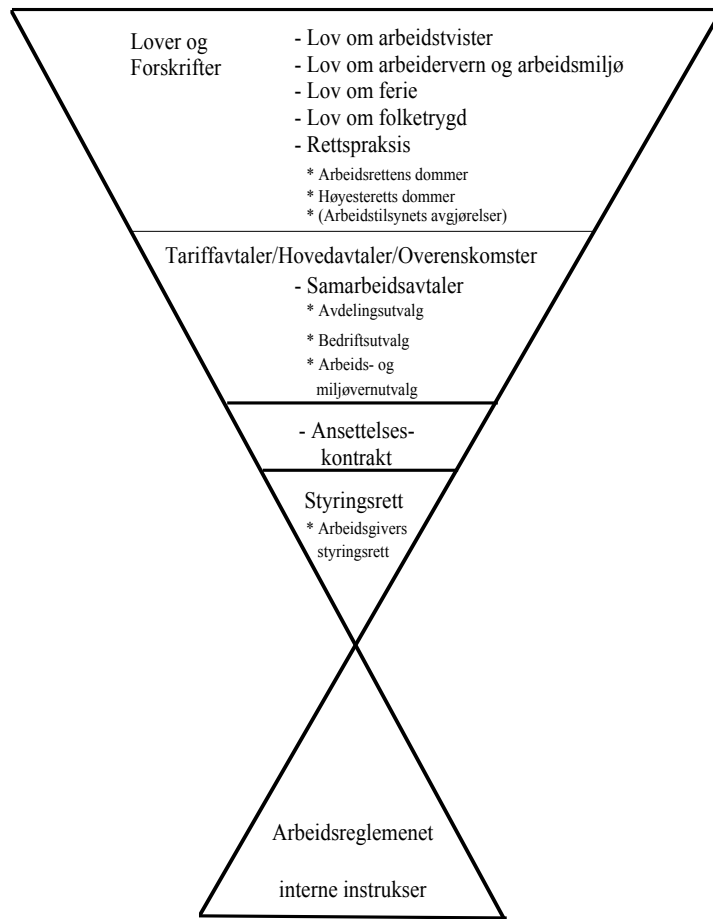 Lover og
Forskrifter
- Lov om arbeidstvister
- Lov om arbeidervern og arbeidsmiljø
- Lov om ferie
- Lov om folketrygd
- Rettspraksis
* Arbeidsrettens dommer
* Høyesteretts dommer
* (Arbeidstilsynets avgjørelser)
Tariffavtaler/Hovedavtaler/Overenskomster
- Samarbeidsavtaler
* Avdelingsutvalg
* Bedriftsutvalg
* Arbeids- og
miljøvernutvalg
- Ansettelses-
kontrakt
Styringsrett
* Arbeidsgivers
styringsrett
Arbeidsreglemenet
interne instrukser